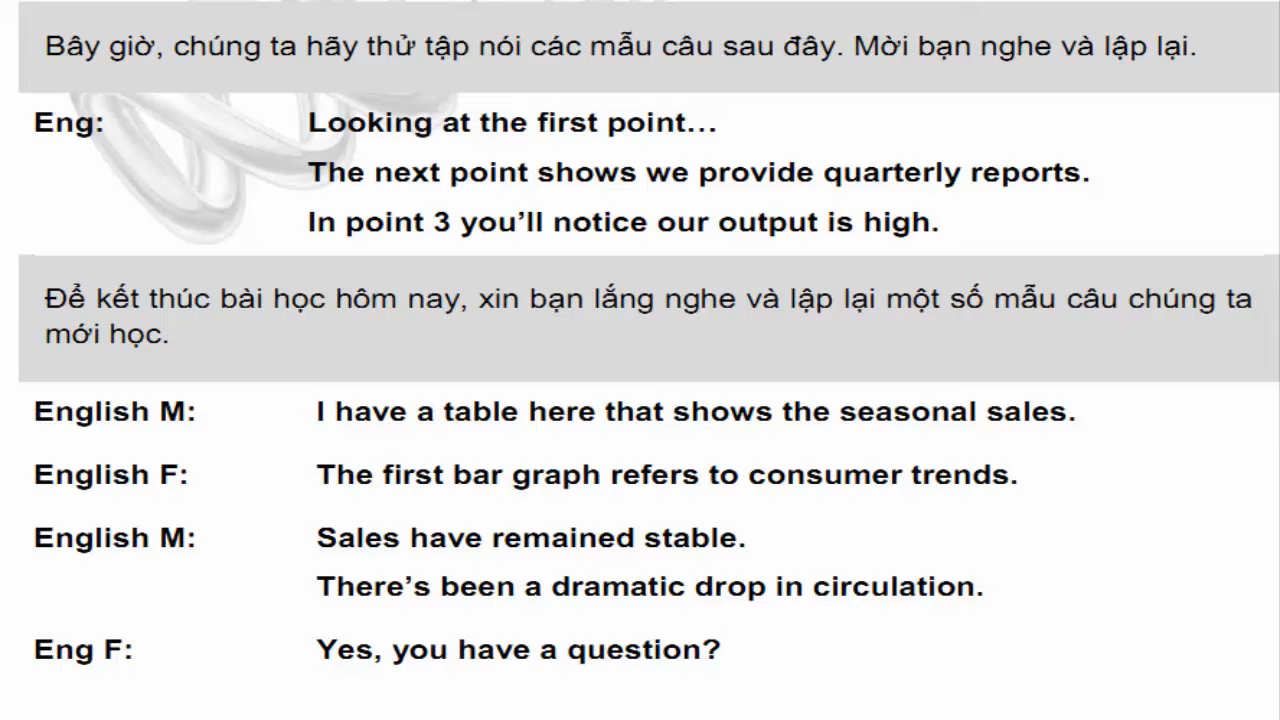 Bây giờ, chúng ta hãy thử tập nói các mẫu câu sau đây. Mời bạn nghe và lập lại.
Eng: Looking at the first point…
The next point shows we provide quarterly reports.
In point 3 you’ll notice our output is high.
Để kết thúc bài học hôm nay, xin bạn lắng nghe và lập lại một số mẫu câu chúng ta
mới học.
English M: I have a table here that shows the seasonal sales.
English F: The first bar graph refers to consumer trends.
English M: Sales have remained stable.
There’s been a dramatic drop in circulation.
Eng F: Yes, you have a question?